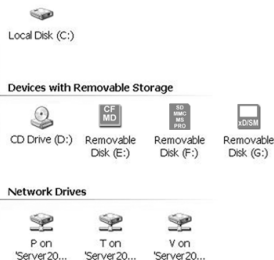 Local Disk (C:)
Devices with Removable Storage
CF
MD
SD
MMC
MS
PRO
xD/SM
CD Drive (D:) Removable Removable Removable
Disk (E:) Disk (F:) Disk (G:)
Network Drives
P on T on V on
'Server20... 'Server20... 'Server20...